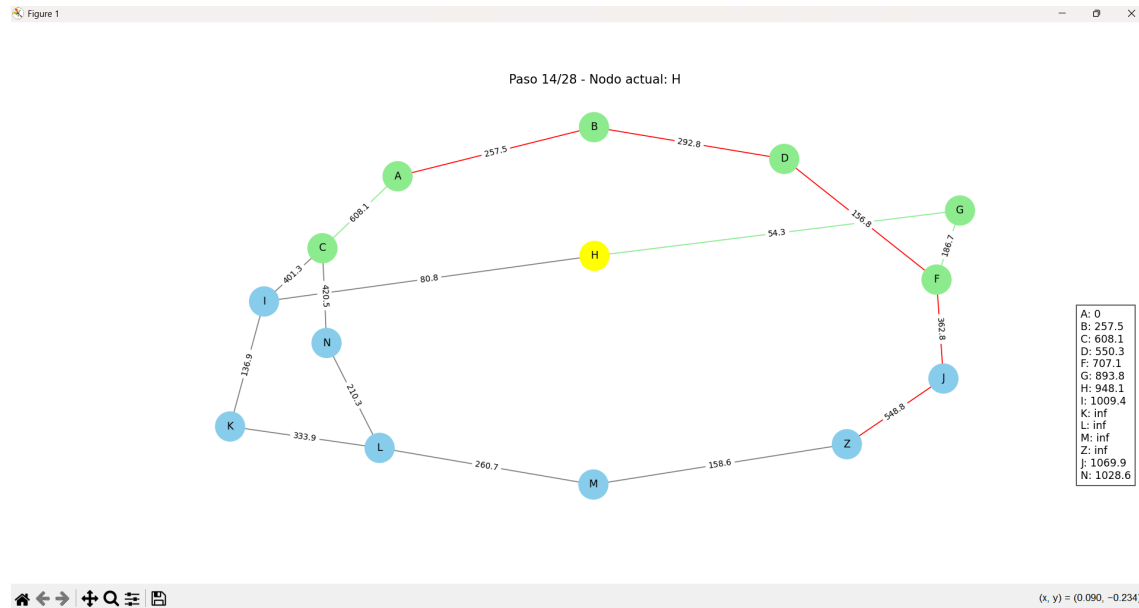 Figure 1
Paso 14/28 - Nodo actual: H
B
257.5
292.8
D
A
156.8
G
608.1
54.3
186.7
C
H
401.3
80.8
F
420.5
I
362.8
N
136.9
J
210.3
548.8
K
333.9
L
Z
260.7
158.6
M
A: 0
B: 257.5
C: 608.1
D: 550.3
F: 707.1
G: 893.8
H: 948.1
I: 1009.4
K: inf
L: inf
M: inf
Z: inf
J: 1069.9
N: 1028.6
(x, y) = (0.090, −0.234)